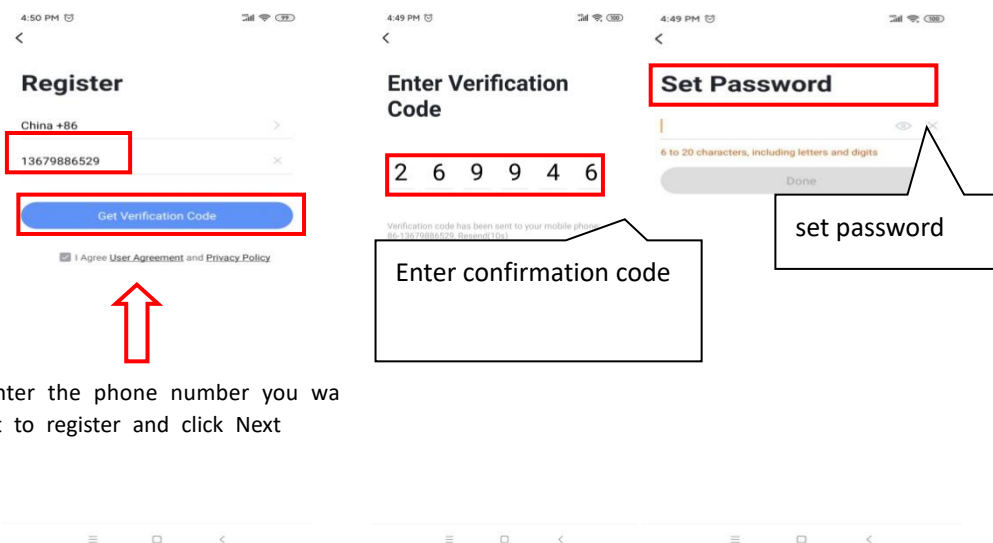 4:50 PM
99
Register
China +86
13679886529
Get Verification Code
I Agree User Agreement and Privacy Policy
nter the phone number you wa
t to register and click Next
4:49 PM
100
Enter Verification
Code
2 6 9 9 4 6
Verification code has been sent to your mobile phone
86-13679886529. Resend(10s)
Enter confirmation code
4:49 PM
100
Set Password
6 to 20 characters, including letters and digits
Done
set password